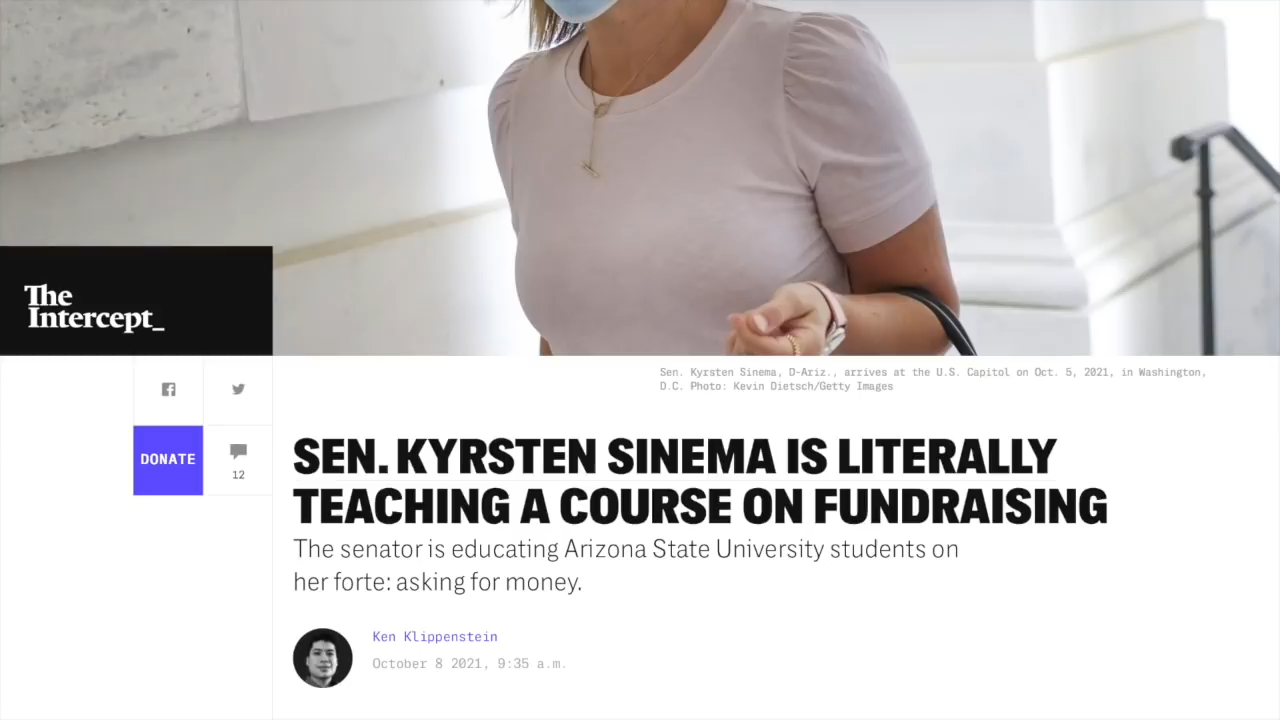 The
Intercept_
Sen. Kyrsten Sinema, D-Ariz., arrives at the U.S. Capitol on Oct. 5, 2021, in Washington,
D.C. Photo: Kevin Dietsch/Getty Images
DONATE
12
SEN. KYRSTEN SINEMA IS LITERALLY
TEACHING A COURSE ON FUNDRAISING
The senator is educating Arizona State University students on
her forte: asking for money.
Ken Klippenstein
October 8 2021, 9:35 a.m.